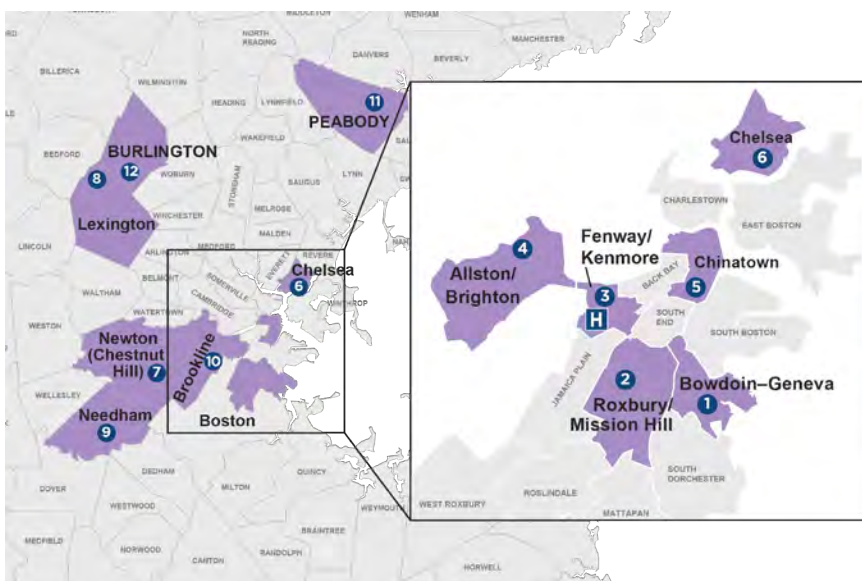 MIDDLETON
WENHAM
MANCHESTER
NORTH
READING
DANVERS
BEVERLY
BILLERICA
WILMINGTON
READING
LYNNFIELD
11
PEABODY
BEDFORD
BURLINGTON
WAKEFIELD
8
12
WOBURN
STONEHAM
SAUGUS
LYNN
Lexington
WINCHESTER
MELROSE
MALDEN
LINCOLN
ARLINGTON
MEDFORD
EVERETT
REVERE
BELMONT
SOMERVILLE
Chelsea
6
WALTHAM
CAMBRIDGE
WINTHROP
WATERTOWN
WESTON
Newton
(Chestnut
Hill)
7
Brookline
10
WELLESLEY
Needham
9
Boston
DEDHAM
QUINCY
DOVER
MILTON
WESTWOOD
WEYMOUTH
BRAINTREE
MEDFIELD
NORWOOD
CANTON
RANDOLPH
NORWELL
Chelsea
6
CHARLESTOWN
EAST BOSTON
4
Allston/
Brighton
Fenway/
Kenmore
3
H
BACK BAY
Chinatown
5
SOUTH
END
SOUTH BOSTON
JAMAICA PLAIN
2
Roxbury/
Mission Hill
Bowdoin–Geneva
1
SOUTH
DORCHESTER
ROSLINDALE
WEST ROXBURY
MATTAPAN